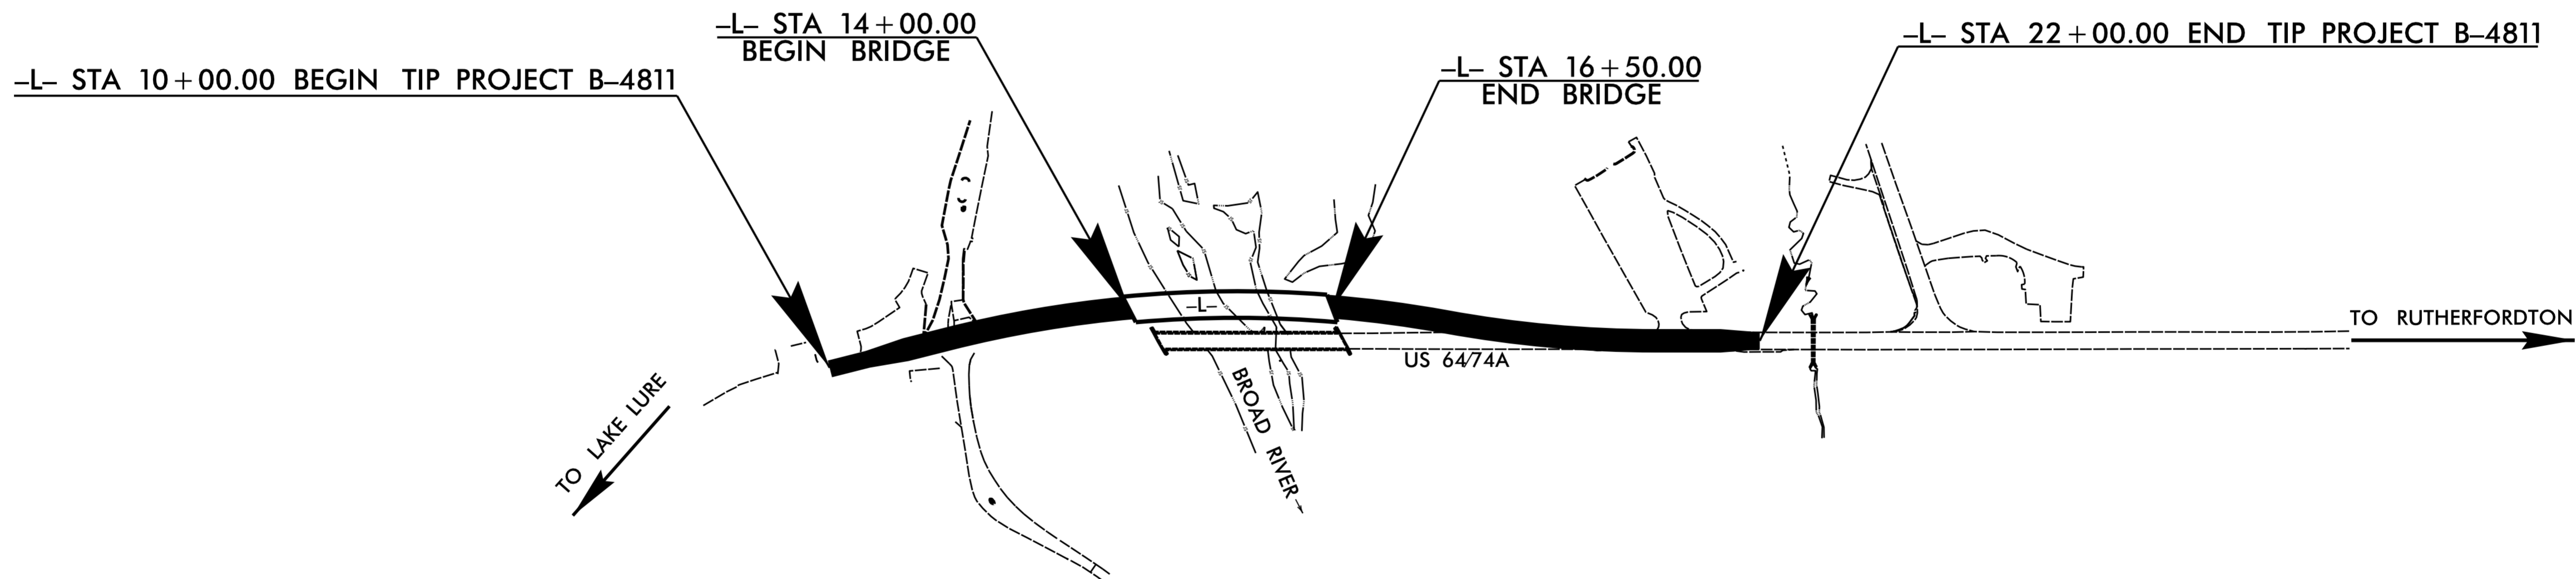 –L– STA 14+00.00
BEGIN BRIDGE
–L– STA 22+00.00 END TIP PROJECT B–4811
–L– STA 10+00.00 BEGIN TIP PROJECT B–4811
–L– STA 16+50.00
END BRIDGE
–L–
TO RUTHERFORDTON
US 64/74A
BROAD RIVER
TO LAKE LURE